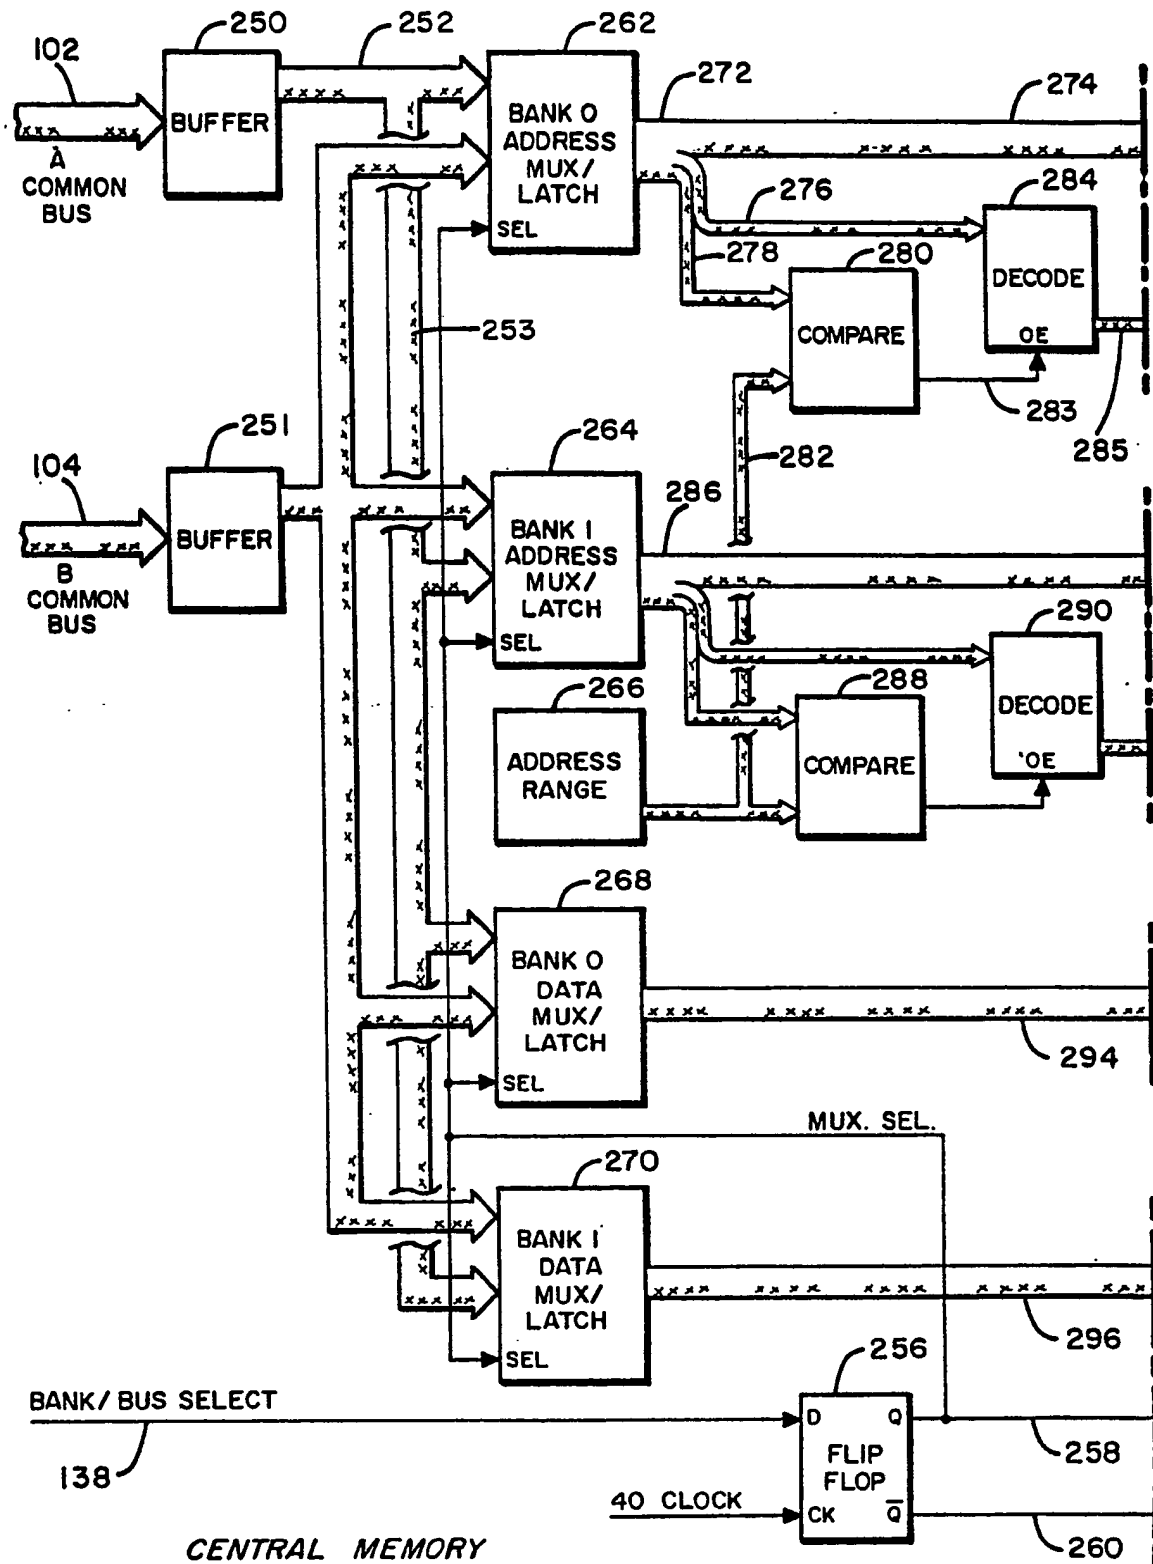 250
252
262
102
272
274
BUFFER
BANK 0
ADDRESS
MUX/
LATCH
SEL
A
COMMON
BUS
276
284
278
280
DECODE
OE
253
COMPARE
283
285
251
264
282
104
286
BUFFER
BANK 1
ADDRESS
MUX/
LATCH
SEL
B
COMMON
BUS
290
266
288
DECODE
OE
ADDRESS
RANGE
COMPARE
268
BANK 0
DATA
MUX/
LATCH
SEL
294
MUX. SEL.
270
BANK 1
DATA
MUX/
LATCH
SEL
296
256
BANK/BUS SELECT
138
D Q
FLIP
FLOP
CK Q̅
258
40 CLOCK
260
CENTRAL MEMORY